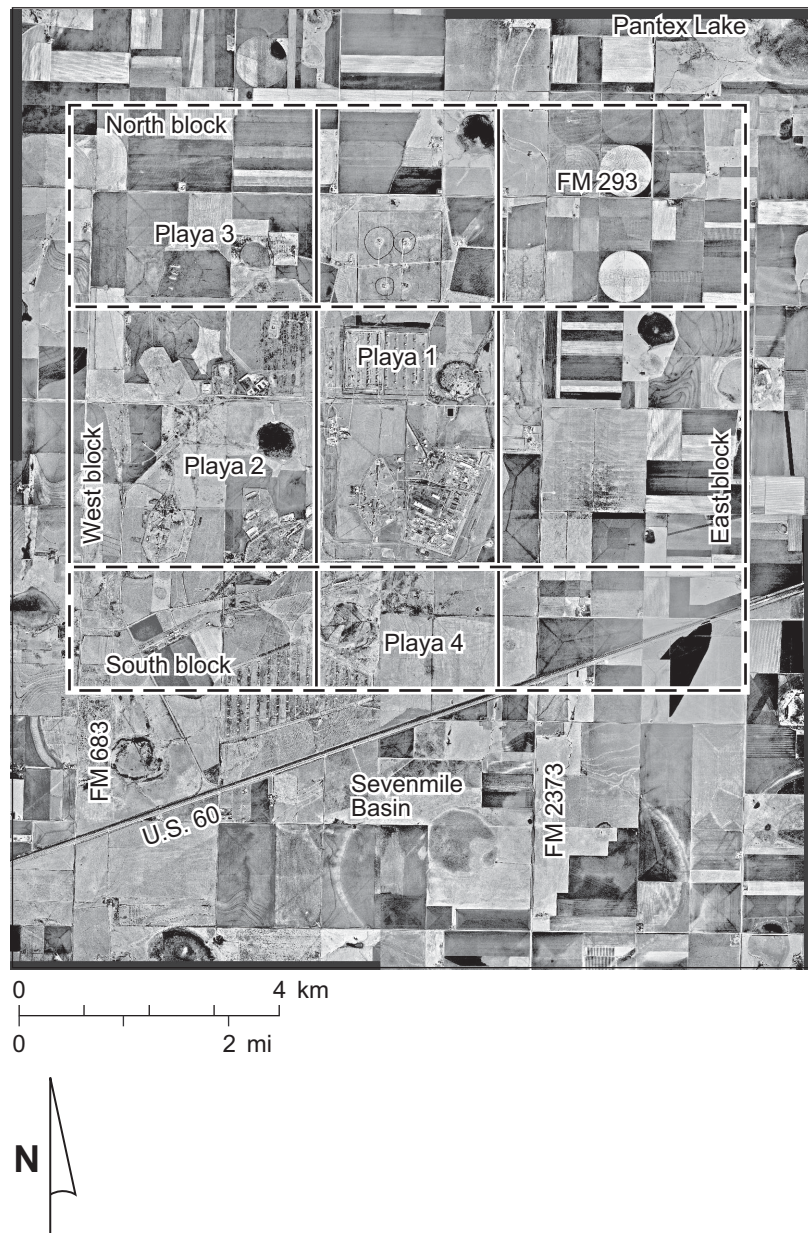 Pantex Lake
North block
FM 293
Playa 3
Playa 1
West block
Playa 2
East block
South block
Playa 4
FM 683
U.S. 60
Sevenmile
Basin
FM 2373
0 4 km
0 2 mi
N